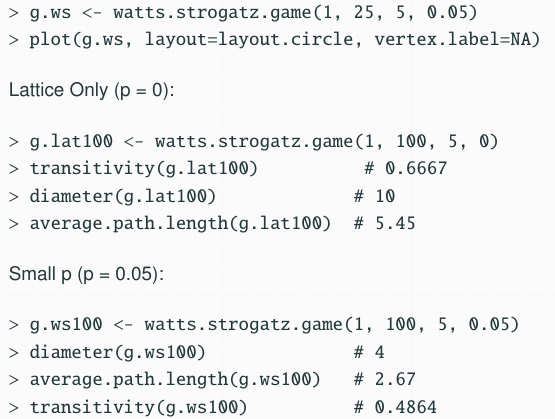 > g.ws <- watts.strogatz.game(1, 25, 5, 0.05)
> plot(g.ws, layout=layout.circle, vertex.label=NA)
Lattice Only (p = 0):
> g.lat100 <- watts.strogatz.game(1, 100, 5, 0)
> transitivity(g.lat100) # 0.6667
> diameter(g.lat100) # 10
> average.path.length(g.lat100) # 5.45
Small p (p = 0.05):
> g.ws100 <- watts.strogatz.game(1, 100, 5, 0.05)
> diameter(g.ws100) # 4
> average.path.length(g.ws100) # 2.67
> transitivity(g.ws100) # 0.4864